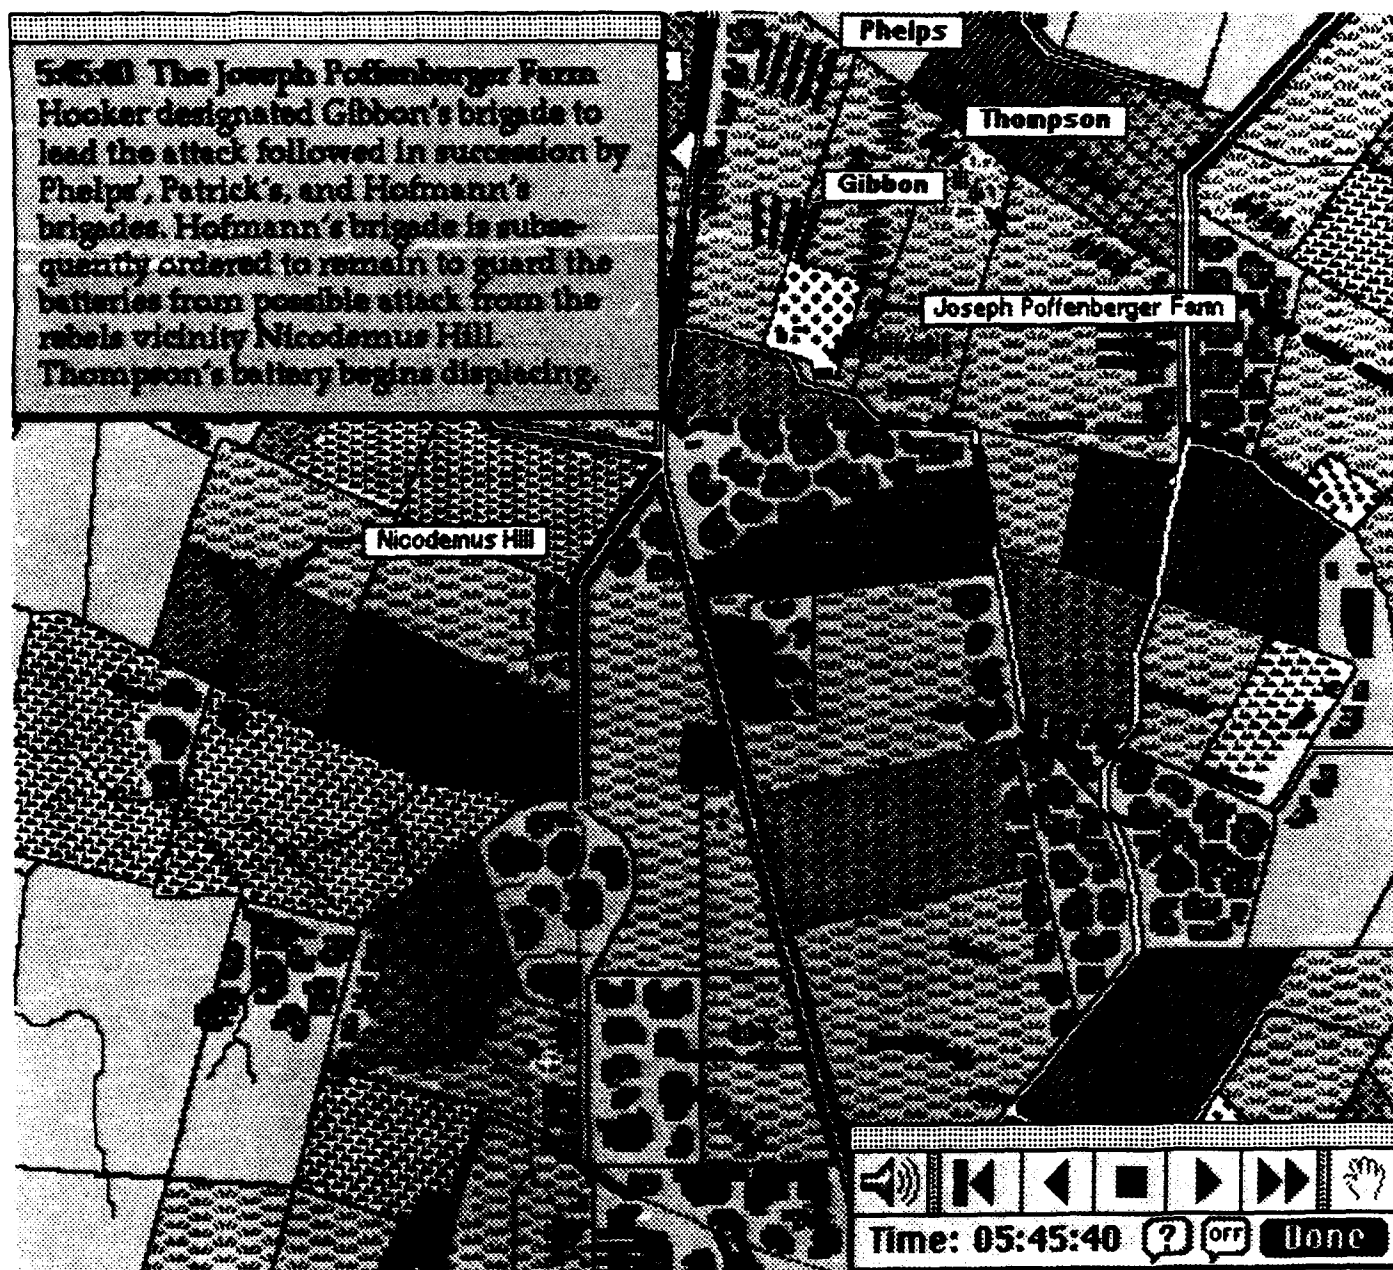 5:45:40 The Joseph Poffenberger Farm
Hooker designated Gibbon's brigade to
lead the attack followed in succession by
Phelps', Patrick's, and Hofmann's
brigades. Hofmann's brigade is subse-
quently ordered to remain to guard the
batteries from possible attack from the
rebels vicinity Nicodemus Hill.
Thompson's battery begins displacing.
Phelps
Thompson
Gibbon
Joseph Poffenberger Farm
Nicodemus Hill
Time: 05:45:40 ? OFF Done